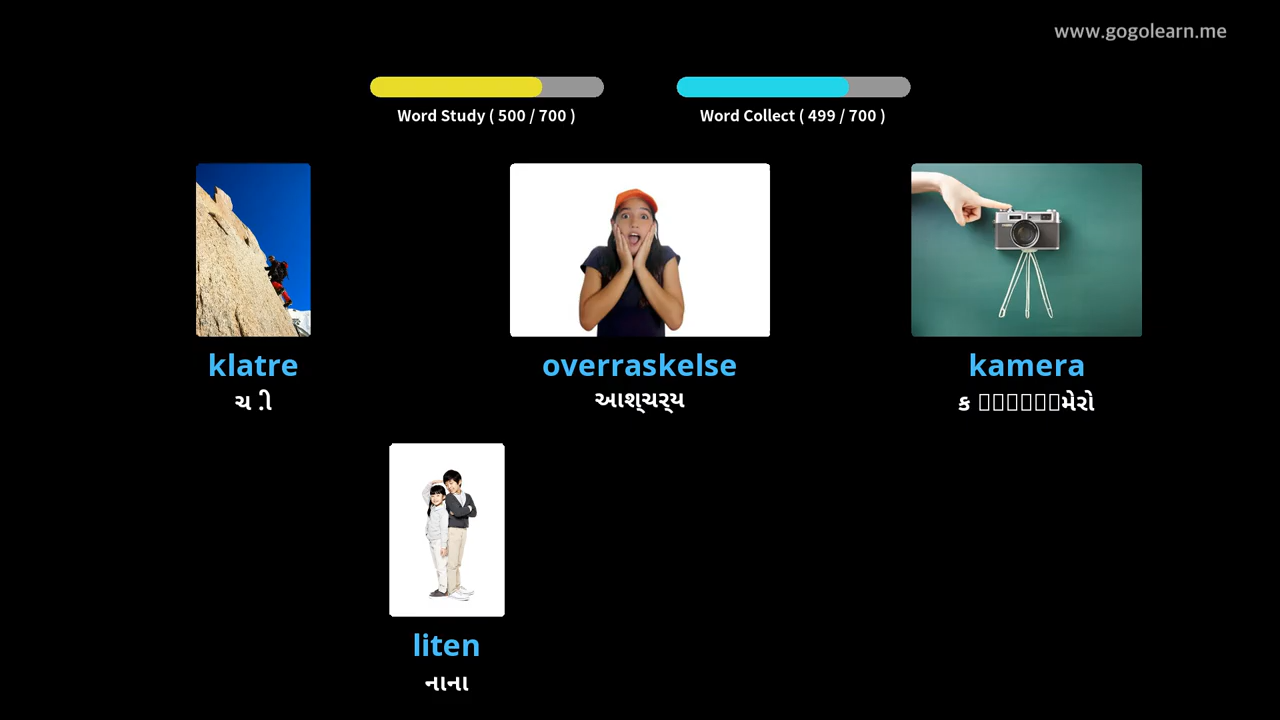 www.gogolearn.me
Word Study ( 500 / 700 )
Word Collect ( 499 / 700 )
klatre
overraskelse
kamera
આશ્ચર્ય
liten
નાના